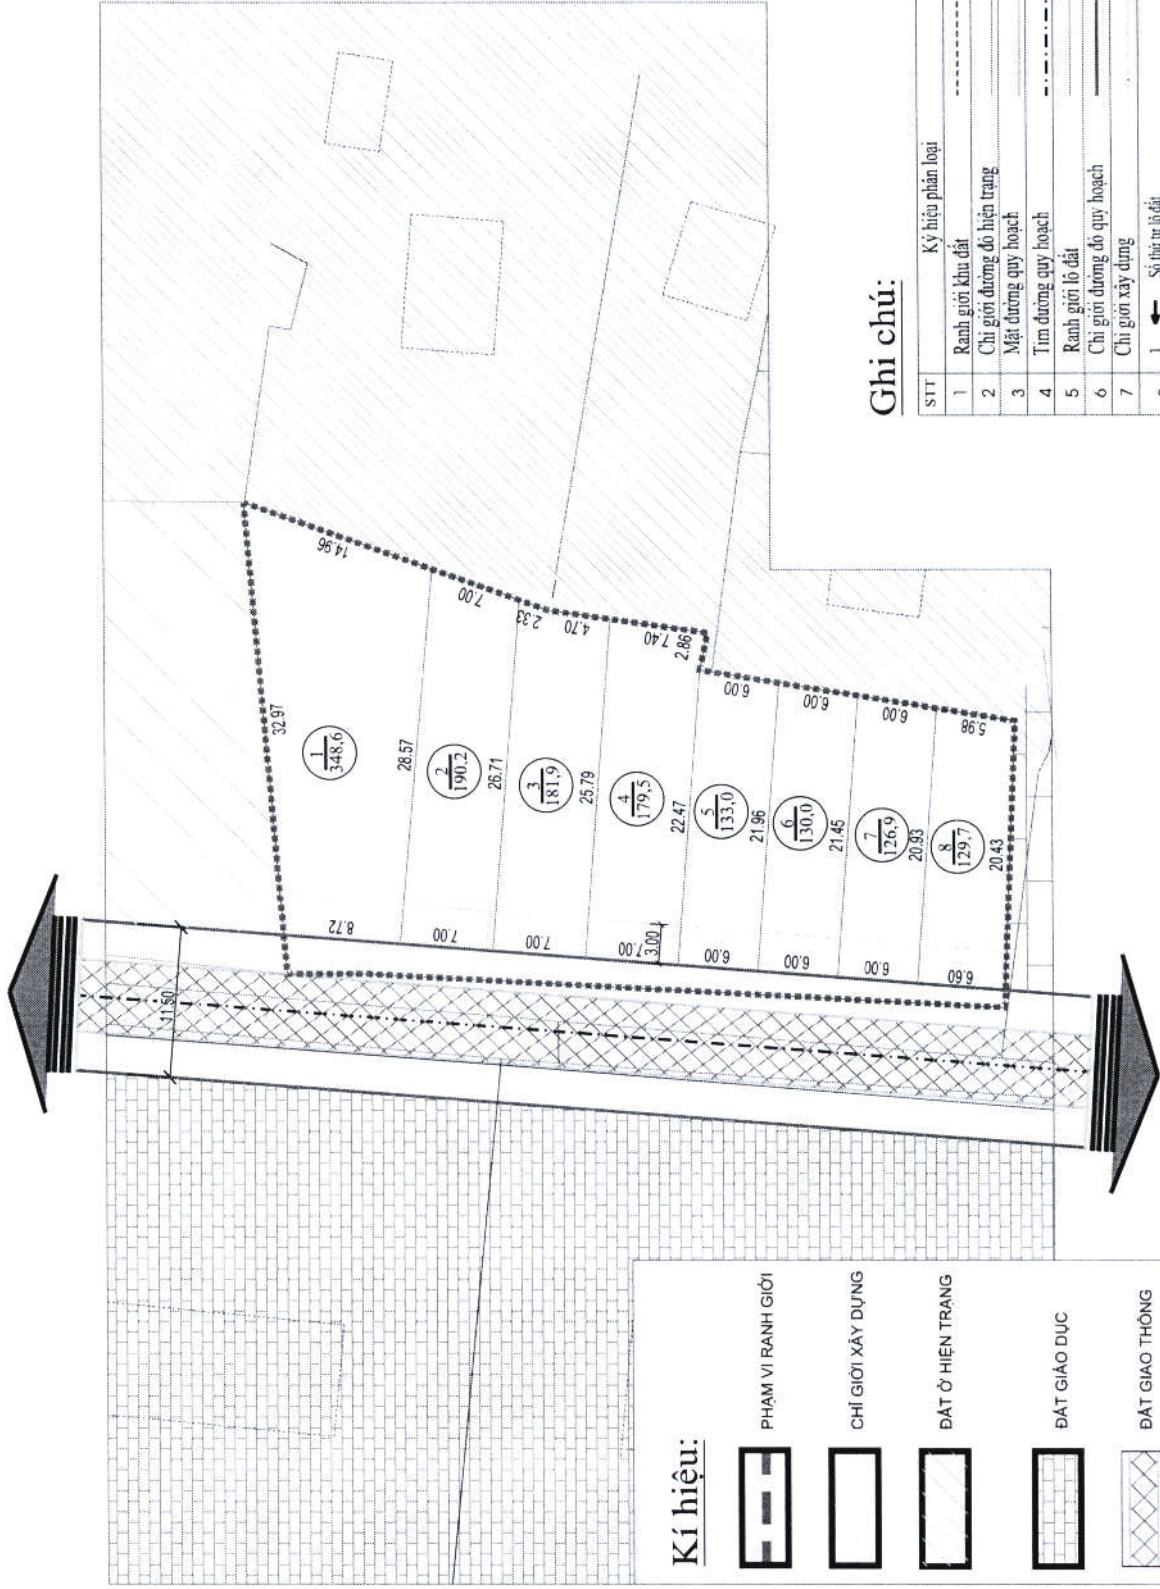 11.50
32.97
14.96
8.72
1
348,6
28.57
7.00
7.00
2
190.2
26.71
2.33
4.70
7.00
3
181,9
25.79
7.40
2.86
7.00
3.00
4
179,5
22.47
6.00
6.00
5
133,0
21.96
6.00
6.00
6
130,0
21.45
6.00
6.00
7
126,9
20.93
5.98
6.60
8
129,7
20.43
Kí hiệu:
PHẠM VI RANH GIỚI
CHỈ GIỚI XÂY DỰNG
ĐẤT Ở HIỆN TRẠNG
ĐẤT GIÁO DỤC
ĐẤT GIAO THÔNG
Ghi chú:
STT Ký hiệu phân loại
1 Ranh giới khu đất
2 Chỉ giới đường đỏ hiện trạng
3 Mặt đường quy hoạch
4 Tim đường quy hoạch
5 Ranh giới lô đất
6 Chỉ giới đường đỏ quy hoạch
7 Chỉ giới xây dựng
1 ← Số thứ tự lô đất